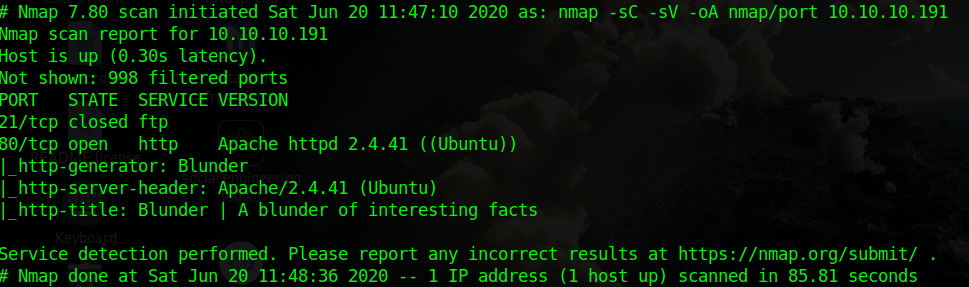 # Nmap 7.80 scan initiated Sat Jun 20 11:47:10 2020 as: nmap -sC -sV -oA nmap/port 10.10.10.191
Nmap scan report for 10.10.10.191
Host is up (0.30s latency).
Not shown: 998 filtered ports
PORT   STATE  SERVICE VERSION
21/tcp closed ftp
80/tcp open   http    Apache httpd 2.4.41 ((Ubuntu))
|_http-generator: Blunder
|_http-server-header: Apache/2.4.41 (Ubuntu)
|_http-title: Blunder | A blunder of interesting facts
Keyboard
Service detection performed. Please report any incorrect results at https://nmap.org/submit/ .
# Nmap done at Sat Jun 20 11:48:36 2020 -- 1 IP address (1 host up) scanned in 85.81 seconds